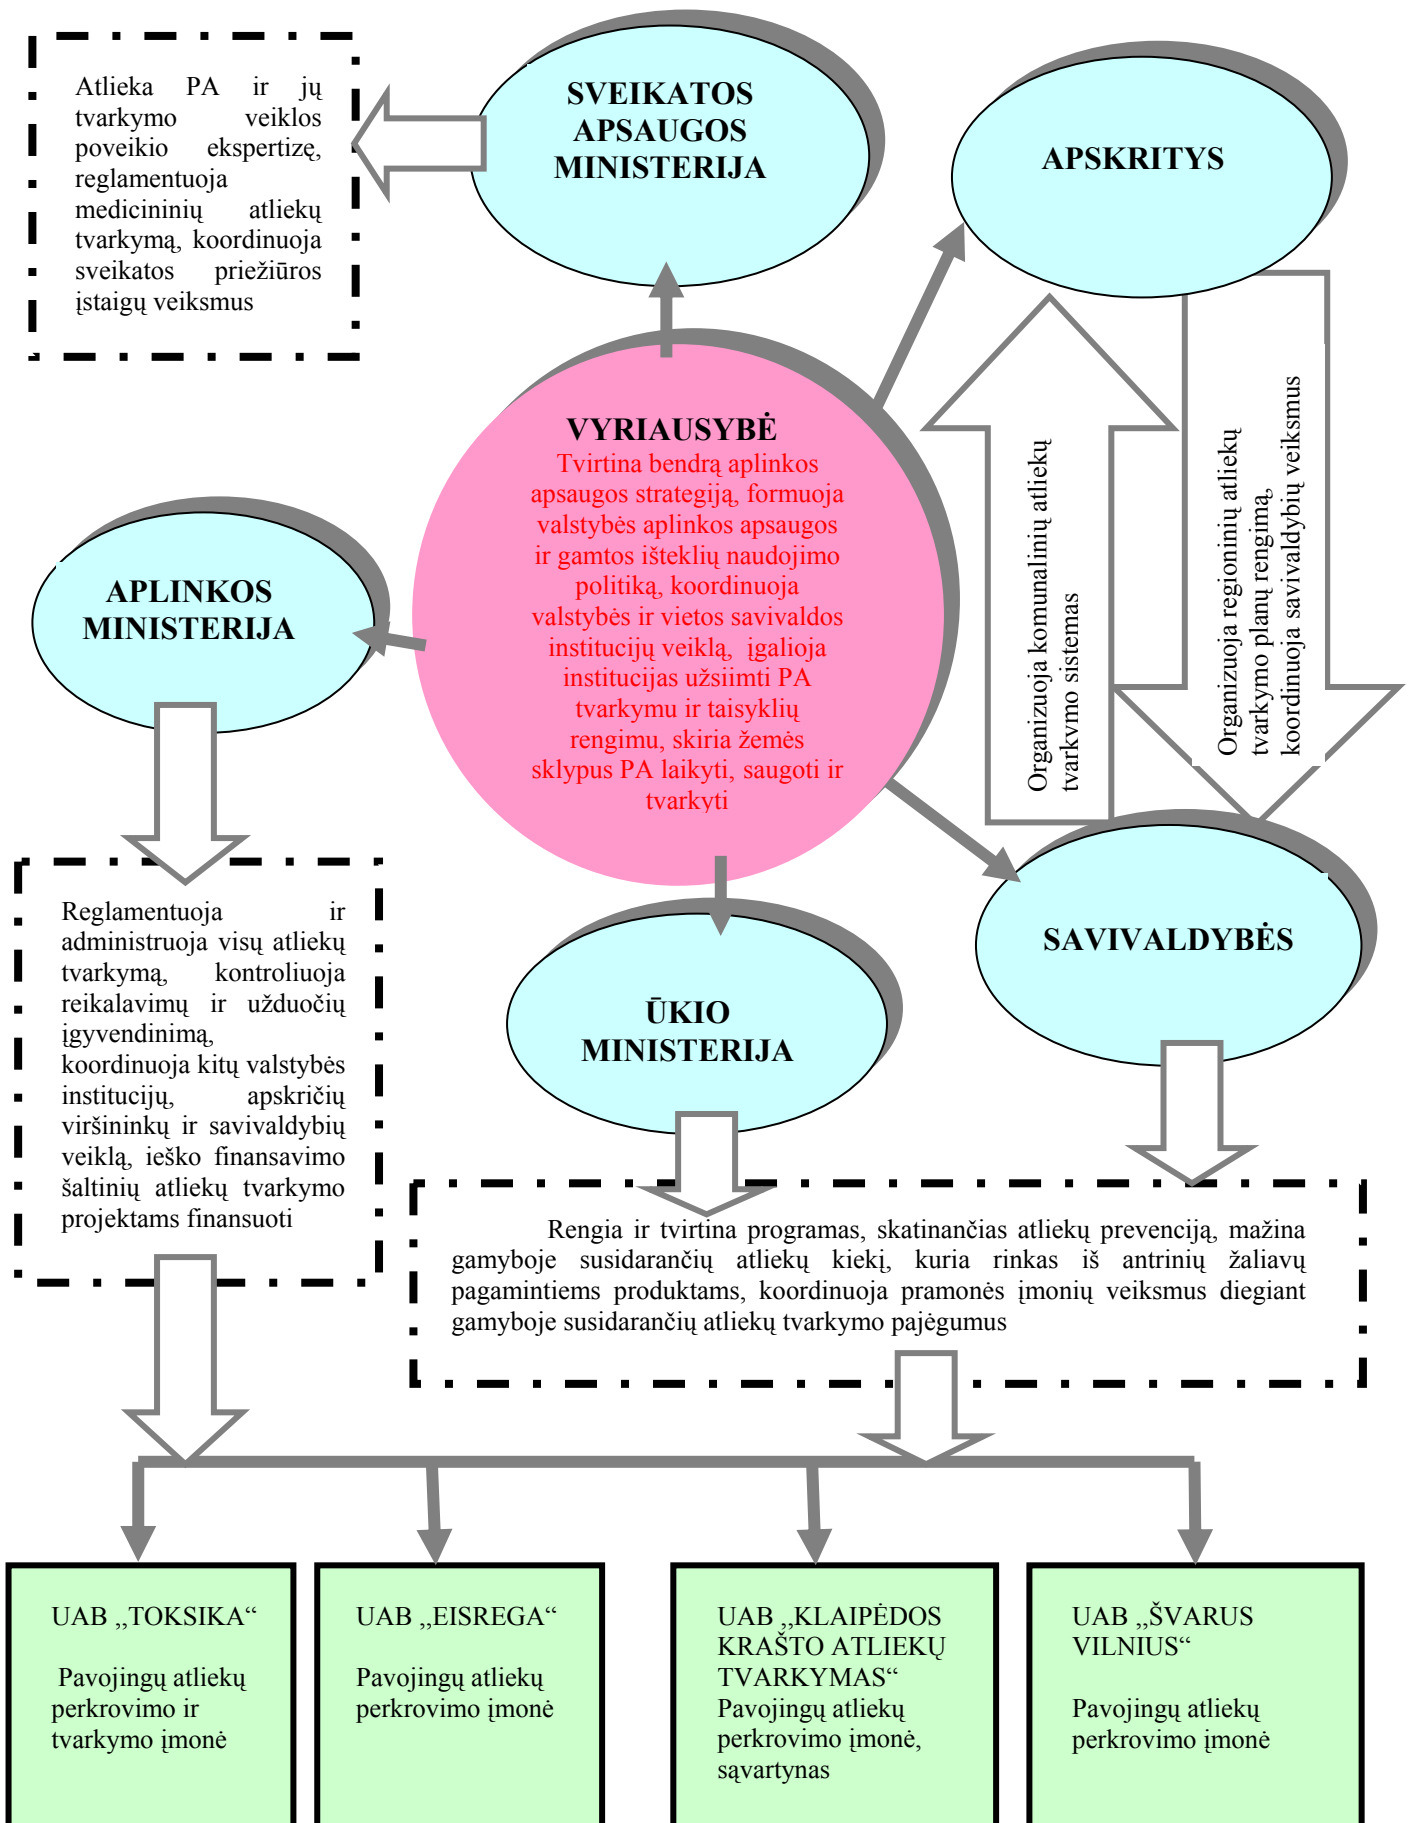 Atlieka PA ir jų
tvarkymo veiklos
poveikio ekspertizę,
reglamentuoja
medicininių atliekų
tvarkymą, koordinuoja
sveikatos priežiūros
įstaigų veiksmus
SVEIKATOS
APSAUGOS
MINISTERIJA
APSKRITYS
VYRIAUSYBĖ
Tvirtina bendrą aplinkos
apsaugos strategiją, formuoja
valstybės aplinkos apsaugos
ir gamtos išteklių naudojimo
politiką, koordinuoja
valstybės ir vietos savivaldos
institucijų veiklą, įgalioja
institucijas užsiimti PA
tvarkymu ir taisyklių
rengimu, skiria žemės
sklypus PA laikyti, saugoti ir
tvarkyti
Organizuoja komunalinių atliekų
tvarkymo sistemas
Organizuoja regioninių atliekų
tvarkymo planų rengimą,
koordinuoja savivaldybių veiksmus
APLINKOS
MINISTERIJA
Reglamentuoja ir
administruoja visų atliekų
tvarkymą, kontroliuoja
reikalavimų ir užduočių
įgyvendinimą,
koordinuoja kitų valstybės
institucijų, apskričių
viršininkų ir savivaldybių
veiklą, ieško finansavimo
šaltinių atliekų tvarkymo
projektams finansuoti
ŪKIO
MINISTERIJA
SAVIVALDYBĖS
Rengia ir tvirtina programas, skatinančias atliekų prevenciją, mažina
gamyboje susidarančių atliekų kiekį, kuria rinkas iš antrinių žaliavų
pagamintiems produktams, koordinuoja pramonės įmonių veiksmus diegiant
gamyboje susidarančių atliekų tvarkymo pajėgumus
UAB „TOKSIKA“
Pavojingų atliekų
perkrovimo ir
tvarkymo įmonė
UAB „EISREGA“
Pavojingų atliekų
perkrovimo įmonė
UAB „KLAIPĖDOS
KRAŠTO ATLIEKŲ
TVARKYMAS“
Pavojingų atliekų
perkrovimo įmonė,
sąvartynas
UAB „ŠVARUS
VILNIUS“
Pavojingų atliekų
perkrovimo įmonė